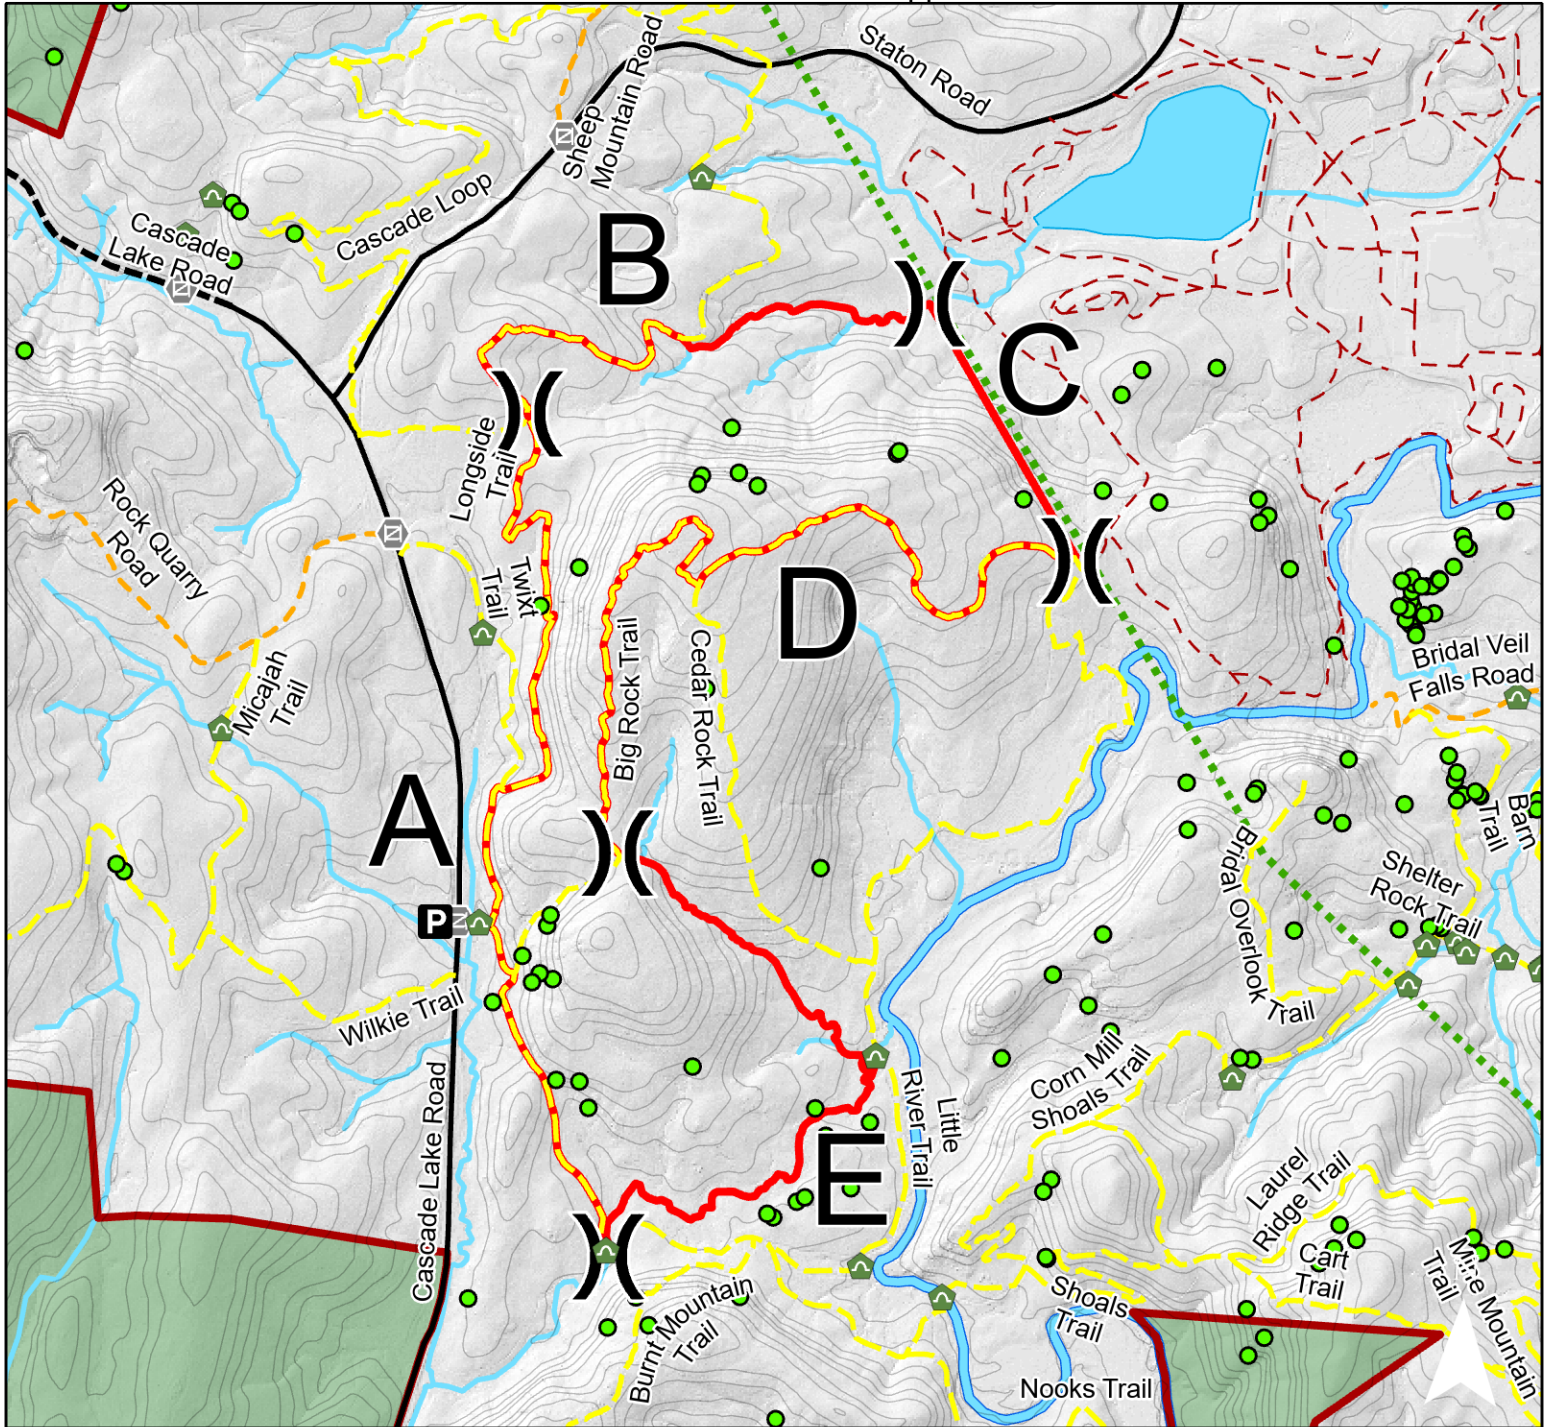 Staton Road
Sheep
Mountain Road
Cascade Loop
Cascade
Lake Road
B
C
Longside
Trail
Rock Quarry
Road
Twixt
Trail
D
Big Rock Trail
Cedar Rock Trail
Micajah
Trail
Bridal Veil
Falls Road
A
Barn
Trail
Bridal Overlook
Trail
Shelter
Rock Trail
P
Wilkie Trail
Corn Mill
Shoals Trail
Little
River Trail
Cascade Lake Road
E
Laurel
Ridge Trail
Cart
Trail
Mine Mountain
Trail
Shoals
Trail
Burnt Mountain
Trail
Nooks Trail